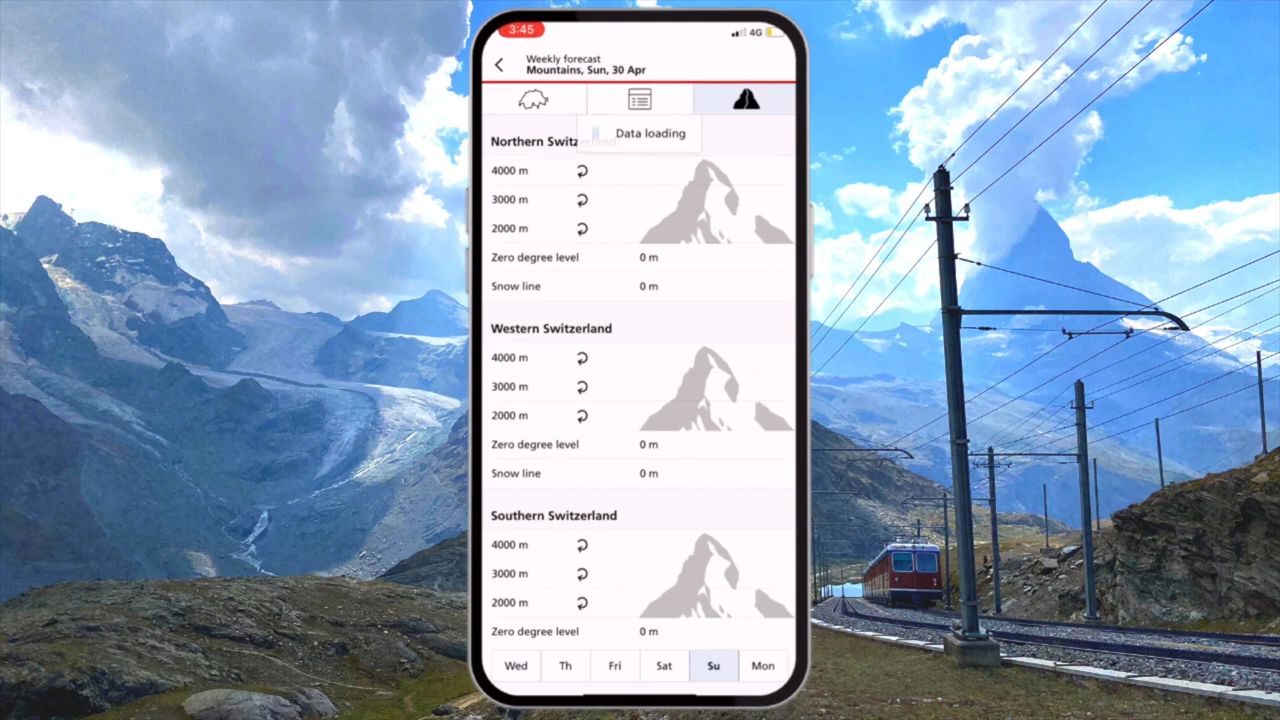 3:45
4G
Weekly forecast
Mountains, Sun, 30 Apr
Data loading
Northern Switzerland
4000 m
3000 m
2000 m
Zero degree level 0 m
Snow line 0 m
Western Switzerland
4000 m
3000 m
2000 m
Zero degree level 0 m
Snow line 0 m
Southern Switzerland
4000 m
3000 m
2000 m
Zero degree level 0 m
Wed Th Fri Sat Su Mon